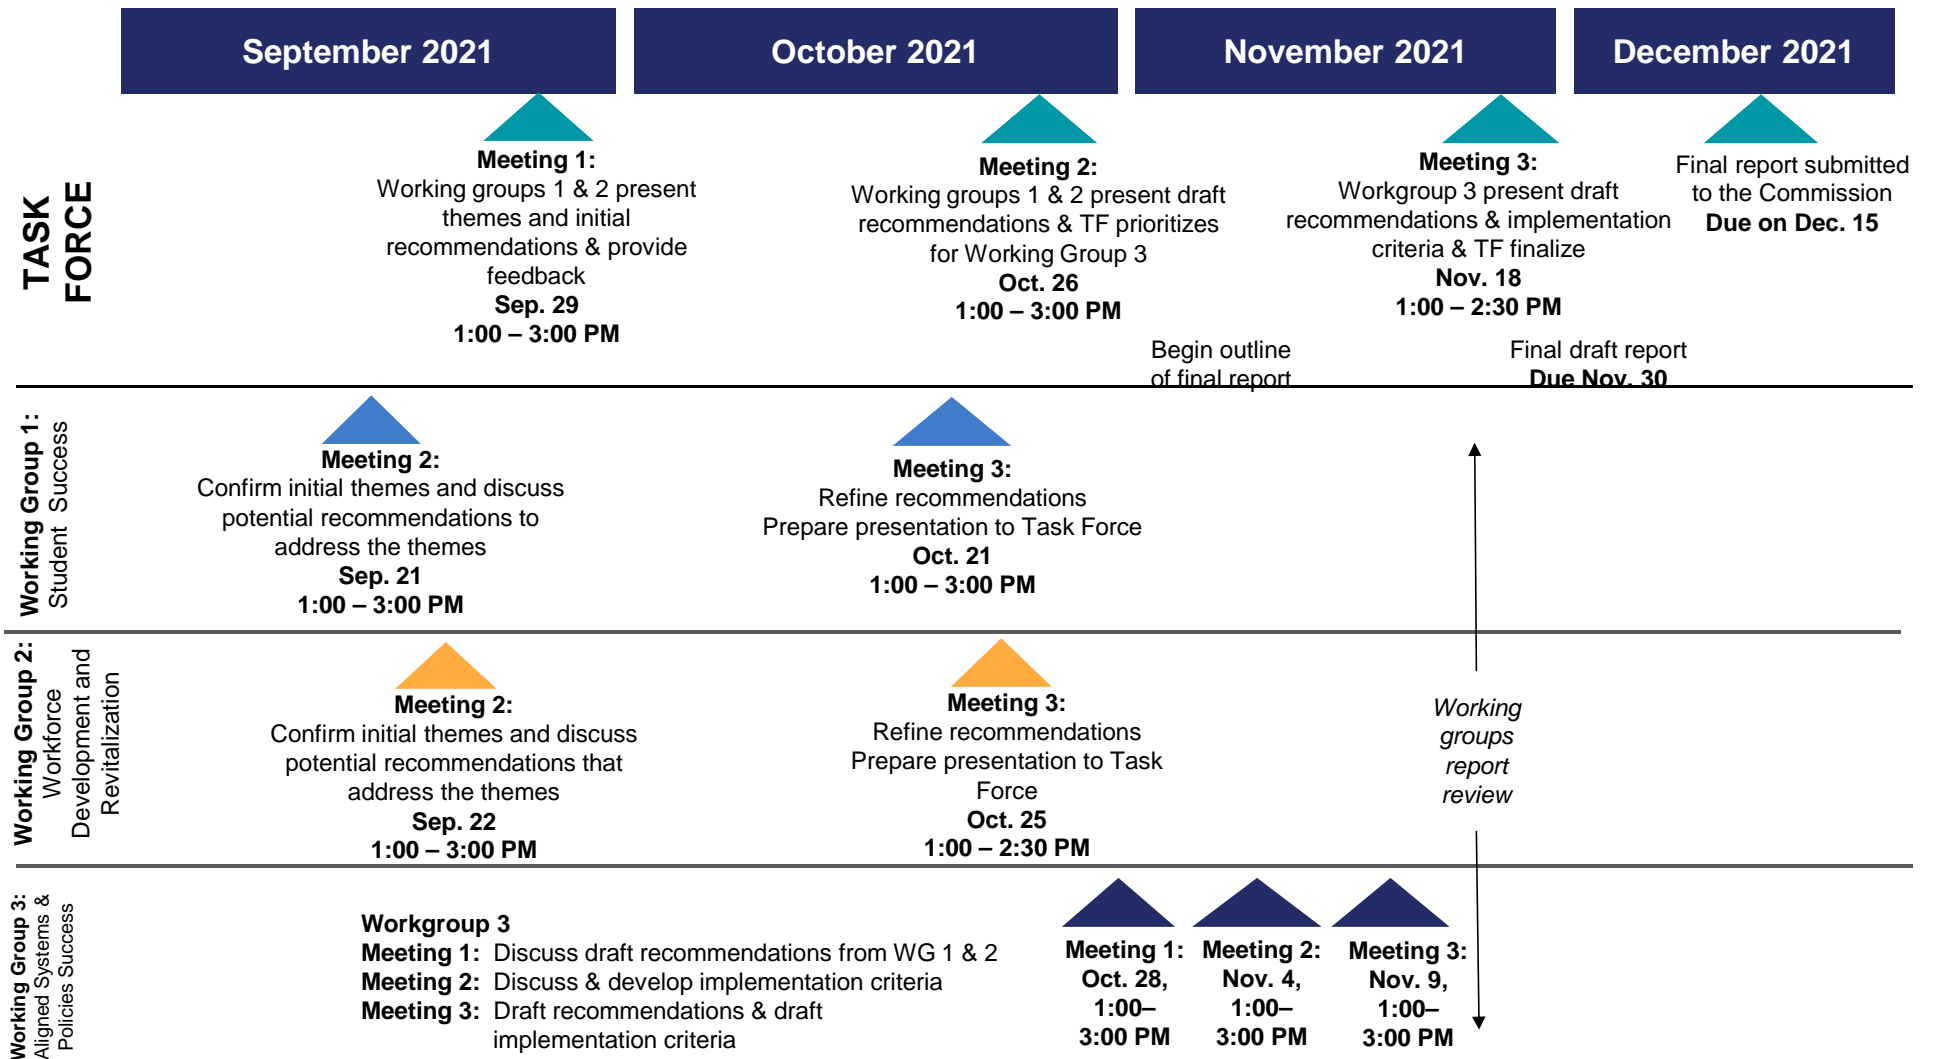 September 2021
October 2021
November 2021
December 2021
TASK
FORCE
Meeting 1:
Working groups 1 & 2 present
themes and initial
recommendations & provide
feedback
Sep. 29
1:00 – 3:00 PM
Meeting 2:
Working groups 1 & 2 present draft
recommendations & TF prioritizes
for Working Group 3
Oct. 26
1:00 – 3:00 PM
Meeting 3:
Workgroup 3 present draft
recommendations & implementation
criteria & TF finalize
Nov. 18
1:00 – 2:30 PM
Final report submitted
to the Commission
Due on Dec. 15
Begin outline
of final report
Final draft report
Due Nov. 30
Working Group 1:
Student Success
Meeting 2:
Confirm initial themes and discuss
potential recommendations to
address the themes
Sep. 21
1:00 – 3:00 PM
Meeting 3:
Refine recommendations
Prepare presentation to Task Force
Oct. 21
1:00 – 3:00 PM
Working Group 2:
Workforce
Development and
Revitalization
Meeting 2:
Confirm initial themes and discuss
potential recommendations that
address the themes
Sep. 22
1:00 – 3:00 PM
Meeting 3:
Refine recommendations
Prepare presentation to Task
Force
Oct. 25
1:00 – 2:30 PM
Working
groups
report
review
Working Group 3:
Aligned Systems &
Policies Success
Workgroup 3
Meeting 1: Discuss draft recommendations from WG 1 & 2
Meeting 2: Discuss & develop implementation criteria
Meeting 3: Draft recommendations & draft
implementation criteria
Meeting 1:
Oct. 28,
1:00–
3:00 PM
Meeting 2:
Nov. 4,
1:00–
3:00 PM
Meeting 3:
Nov. 9,
1:00–
3:00 PM